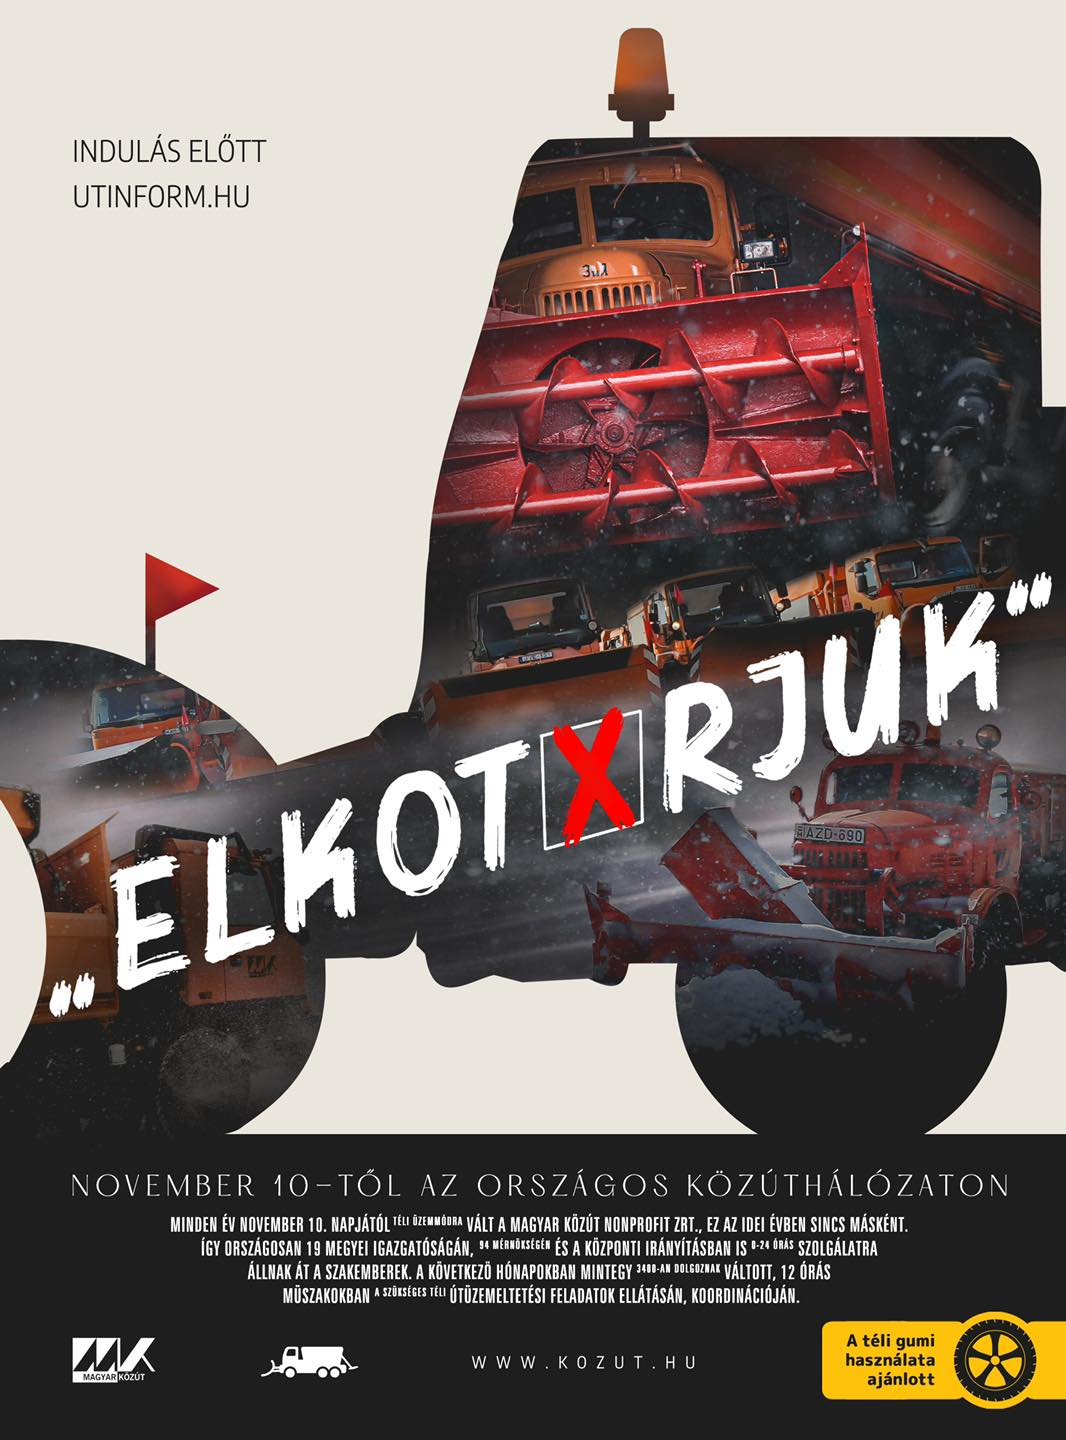 INDULÁS ELŐTT
UTINFORM.HU
ЗИЛ
AZD-690
„ELKOTXRJUK"
NOVEMBER 10-TŐL AZ ORSZÁGOS KÖZÚTHÁLÓZATON
MINDEN ÉV NOVEMBER 10. NAPJÁTÓL TÉLI ÜZEMMÓDRA VÁLT A MAGYAR KÖZÚT NONPROFIT ZRT., EZ AZ IDEI ÉVBEN SINCS MÁSKÉNT.
ÍGY ORSZÁGOSAN 19 MEGYEI IGAZGATÓSÁGÁN, 94 MÉRNÖKSÉGÉN ÉS A KÖZPONTI IRÁNYÍTÁSBAN IS 0-24 ÓRÁS SZOLGÁLATRA
ÁLLNAK ÁT A SZAKEMBEREK. A KÖVETKEZŐ HÓNAPOKBAN MINTEGY 3400-AN DOLGOZNAK VÁLTOTT, 12 ÓRÁS
MŰSZAKOKBAN A SZÜKSÉGES TÉLI ÚTÜZEMELTETÉSI FELADATOK ELLÁTÁSÁN, KOORDINÁCIÓJÁN.
MK
MAGYAR KÖZÚT
WWW.KOZUT.HU
A téli gumi
használata
ajánlott